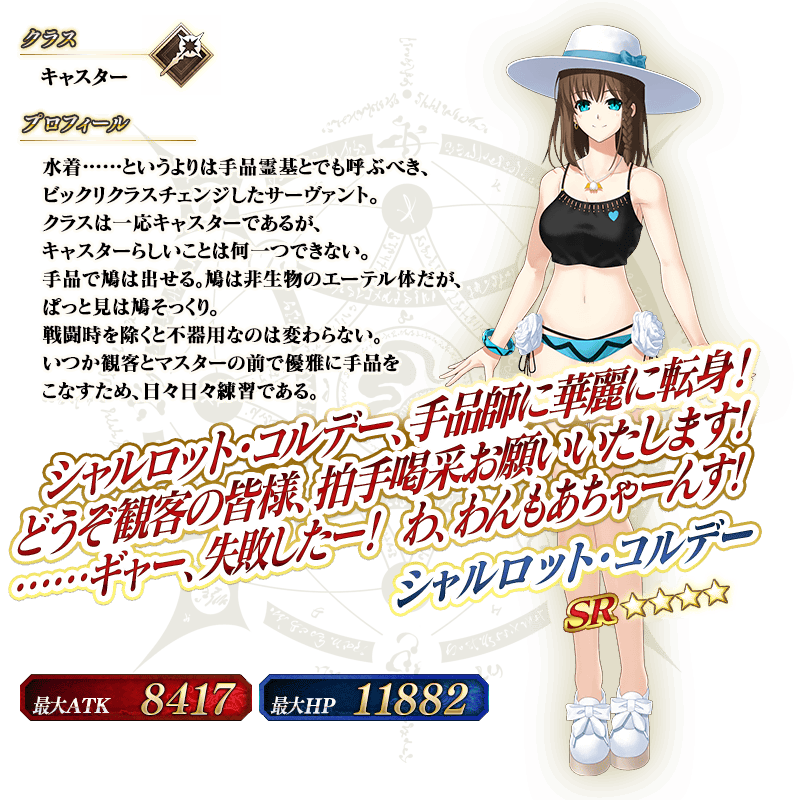 クラス
キャスター
プロフィール
水着……というよりは手品霊基とでも呼ぶべき、
ビックリクラスチェンジしたサーヴァント。
クラスは一応キャスターであるが、
キャスターらしいことは何一つできない。
手品で鳩は出せる。鳩は非生物のエーテル体だが、
ぱっと見は鳩そっくり。
戦闘時を除くと不器用なのは変わらない。
いつか観客とマスターの前で優雅に手品を
こなすため、日々日々練習である。
シャルロット・コルデー、手品師に華麗に転身！
どうぞ観客の皆様、拍手喝采お願いいたします！
……ギャー、失敗したー！ わ、わんもあちゃーんす！
シャルロット・コルデー
SR
最大ATK 8417
最大HP 11882